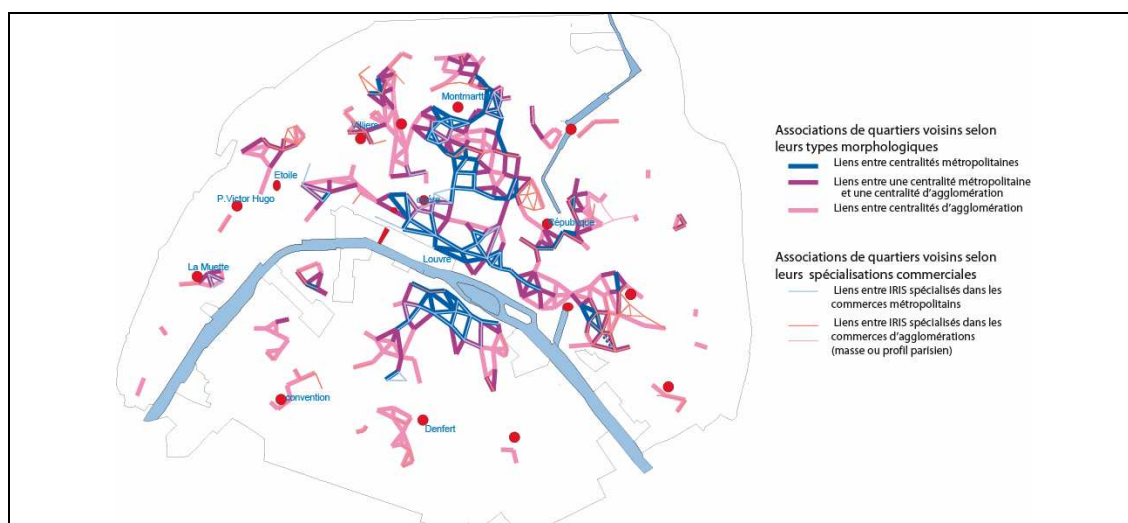 Montmartre
Villiers
Etoile
P.Victor Hugo
République
La Muette
Louvre
convention
Denfert
Associations de quartiers voisins selon
leurs types morphologiques
Liens entre centralités métropolitaines
Liens entre une centralité métropolitaine
et une centralité d'agglomération
Liens entre centralités d'agglomération
Associations de quartiers voisins selon
leurs spécialisations commerciales
Liens entre IRIS spécialisés dans les
commerces métropolitains
Liens entre IRIS spécialisés dans les
commerces d'agglomérations
(masse ou profil parisien)